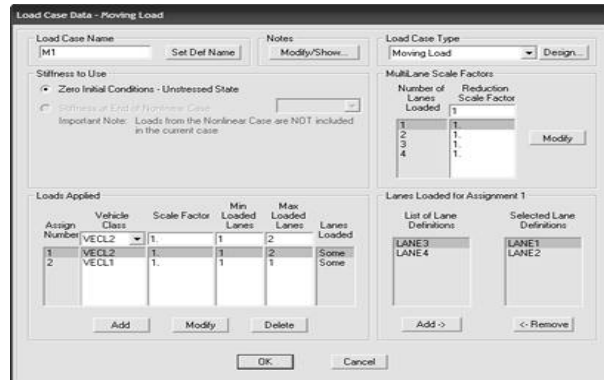 Load Case Data - Moving Load
Load Case Name
M1
Set Def Name
Notes
Modify/Show...
Load Case Type
Moving Load
Design...
Stiffness to Use
Zero Initial Conditions - Unstressed State
Stiffness at End of Nonlinear Case
Important Note: Loads from the Nonlinear Case are NOT included
in the current case
MultiLane Scale Factors
Number of Lanes Loaded
Reduction Scale Factor
1
1 1.
2 1.
3 1.
4 1.
Modify
Loads Applied
Assign Number
Vehicle Class
Scale Factor
Min Loaded Lanes
Max Loaded Lanes
Lanes Loaded
VECL2 1. 1 2
1 VECL2 1. 1 2 Some
2 VECL1 1. 1 1 Some
Add Modify Delete
Lanes Loaded for Assignment 1
List of Lane Definitions
LANE3
LANE4
Selected Lane Definitions
LANE1
LANE2
Add ->
<- Remove
OK Cancel